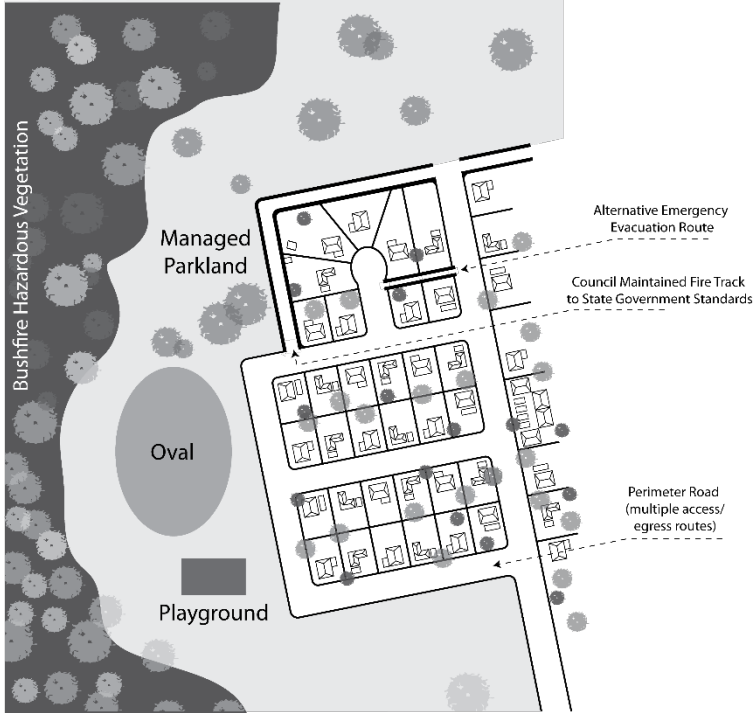 Bushfire Hazardous Vegetation
Managed
Parkland
Alternative Emergency
Evacuation Route
Council Maintained Fire Track
to State Government Standards
Oval
Perimeter Road
(multiple access/
egress routes)
Playground